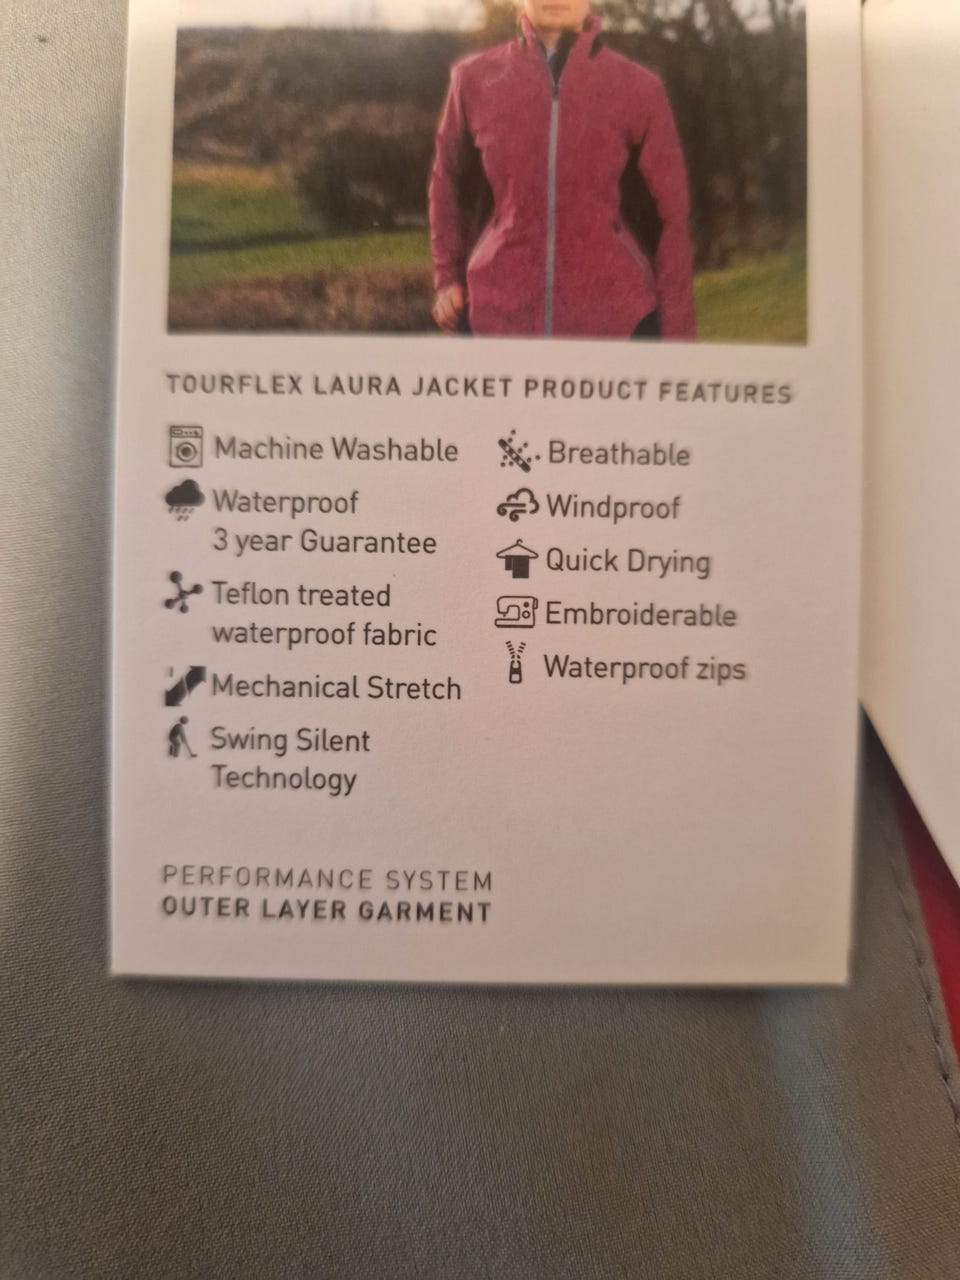 TOURFLEX LAURA JACKET PRODUCT FEATURES
Machine Washable
Waterproof
3 year Guarantee
Teflon treated
waterproof fabric
Mechanical Stretch
Swing Silent
Technology
Breathable
Windproof
Quick Drying
Embroiderable
Waterproof zips
PERFORMANCE SYSTEM
OUTER LAYER GARMENT